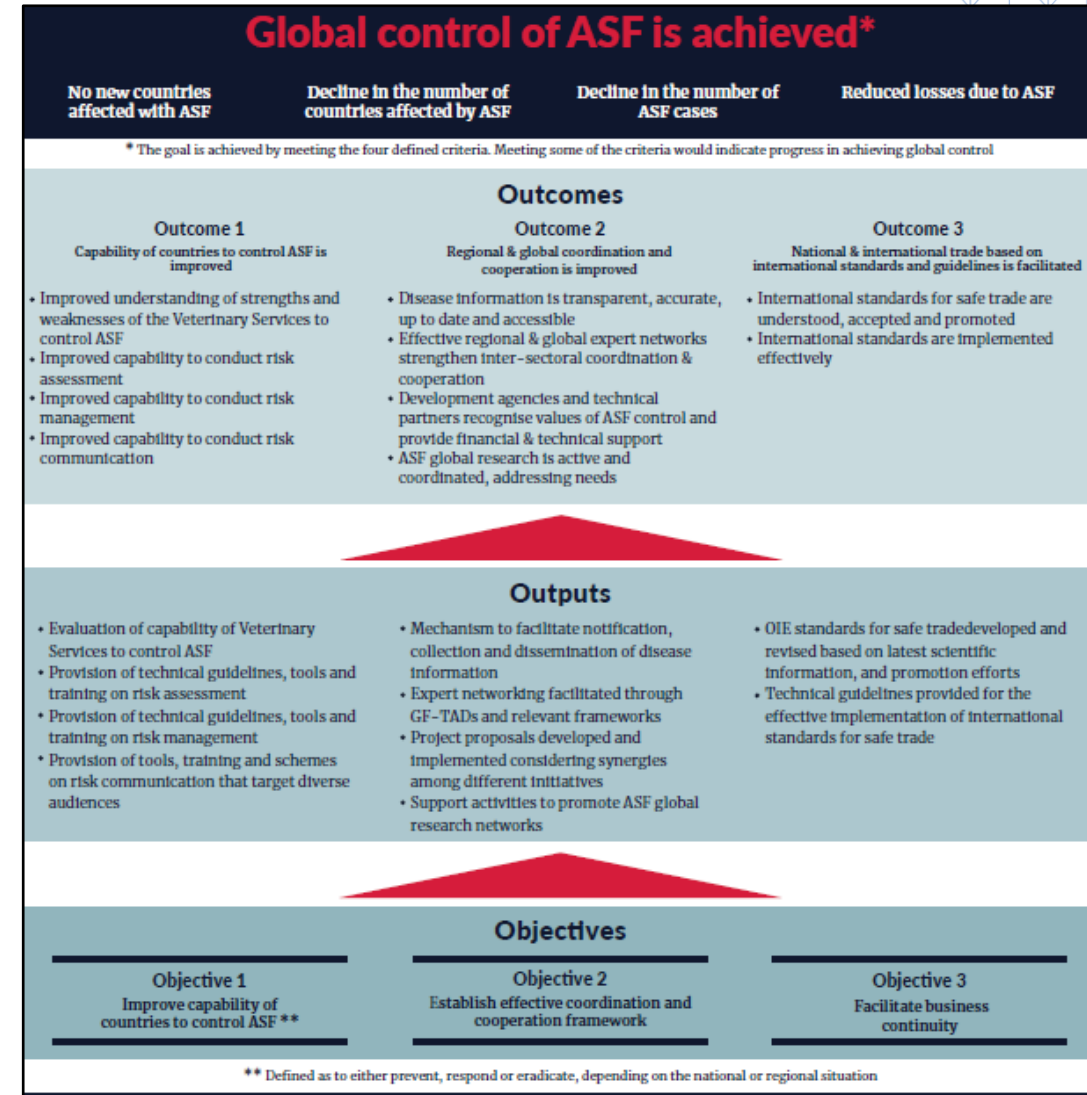 Global control of ASF is achieved*
No new countries
affected with ASF
Decline in the number of
countries affected by ASF
Decline in the number of
ASF cases
Reduced losses due to ASF
* The goal is achieved by meeting the four defined criteria. Meeting some of the criteria would indicate progress in achieving global control
Outcomes
Outcome 1
Capability of countries to control ASF is
improved
• Improved understanding of strengths and
weaknesses of the Veterinary Services to
control ASF
• Improved capability to conduct risk
assessment
• Improved capability to conduct risk
management
• Improved capability to conduct risk
communication
Outcome 2
Regional & global coordination and
cooperation is improved
• Disease information is transparent, accurate,
up to date and accessible
• Effective regional & global expert networks
strengthen inter-sectoral coordination &
cooperation
• Development agencies and technical
partners recognise values of ASF control and
provide financial & technical support
• ASF global research is active and
coordinated, addressing needs
Outcome 3
National & international trade based on
international standards and guidelines is facilitated
• International standards for safe trade are
understood, accepted and promoted
• International standards are implemented
effectively
Outputs
• Evaluation of capability of Veterinary
Services to control ASF
• Provision of technical guidelines, tools and
training on risk assessment
• Provision of technical guidelines, tools and
training on risk management
• Provision of tools, training and schemes
on risk communication that target diverse
audiences
• Mechanism to facilitate notification,
collection and dissemination of disease
information
• Expert networking facilitated through
GF-TADs and relevant frameworks
• Project proposals developed and
implemented considering synergies
among different initiatives
• Support activities to promote ASF global
research networks
• OIE standards for safe tradedeveloped and
revised based on latest scientific
information, and promotion efforts
• Technical guidelines provided for the
effective implementation of international
standards for safe trade
Objectives
Objective 1
Improve capability of
countries to control ASF **
Objective 2
Establish effective coordination and
cooperation framework
Objective 3
Facilitate business
continuity
** Defined as to either prevent, respond or eradicate, depending on the national or regional situation